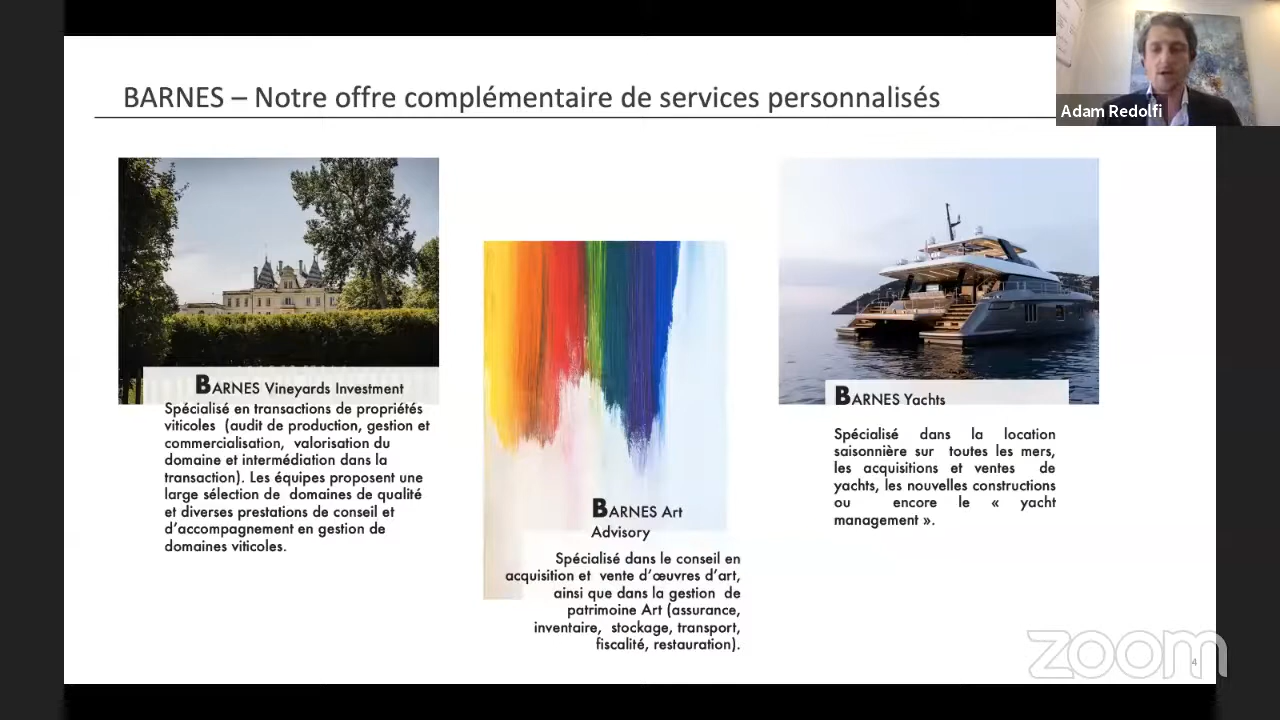 BARNES – Notre offre complémentaire de services personnalisés
Adam Redolfi
BARNES Vineyards Investment
Spécialisé en transactions de propriétés
viticoles (audit de production, gestion et
commercialisation, valorisation du
domaine et intermédiation dans la
transaction). Les équipes proposent une
large sélection de domaines de qualité
et diverses prestations de conseil et
d’accompagnement en gestion de
domaines viticoles.
BARNES Art
Advisory
Spécialisé dans le conseil en
acquisition et vente d’œuvres d’art,
ainsi que dans la gestion de
patrimoine Art (assurance,
inventaire, stockage, transport,
fiscalité, restauration).
BARNES Yachts
Spécialisé dans la location
saisonnière sur toutes les mers,
les acquisitions et ventes de
yachts, les nouvelles constructions
ou encore le « yacht
management ».
zoom
4